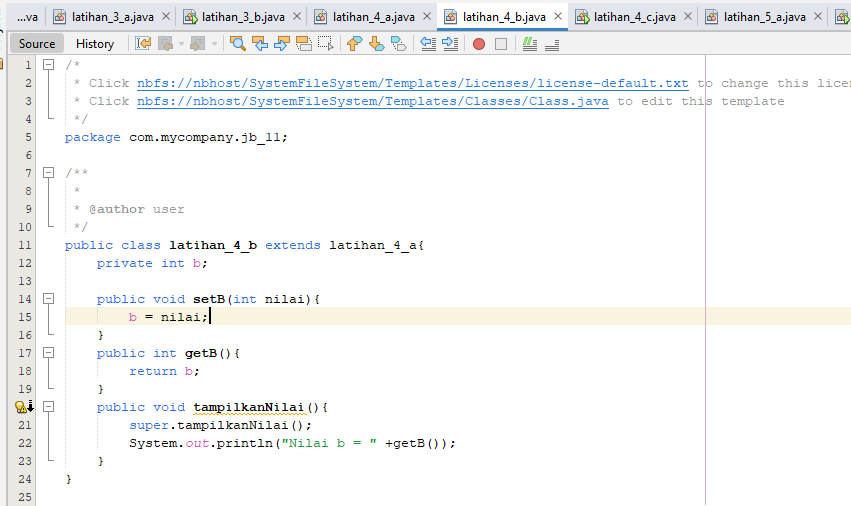 ...va latihan_3_a.java latihan_3_b.java latihan_4_a.java latihan_4_b.java latihan_4_c.java latihan_5_a.java
Source History
1 /*
2 * Click nbfs://nbhost/SystemFileSystem/Templates/Licenses/license-default.txt to change this licen
3 * Click nbfs://nbhost/SystemFileSystem/Templates/Classes/Class.java to edit this template
4 */
5 package com.mycompany.jb_11;
6
7 /**
8 *
9 * @author user
10 */
11 public class latihan_4_b extends latihan_4_a{
12 private int b;
13
14 public void setB(int nilai){
15 b = nilai;
16 }
17 public int getB(){
18 return b;
19 }
public void tampilkanNilai(){
21 super.tampilkanNilai();
22 System.out.println("Nilai b = " +getB());
23 }
24 }
25